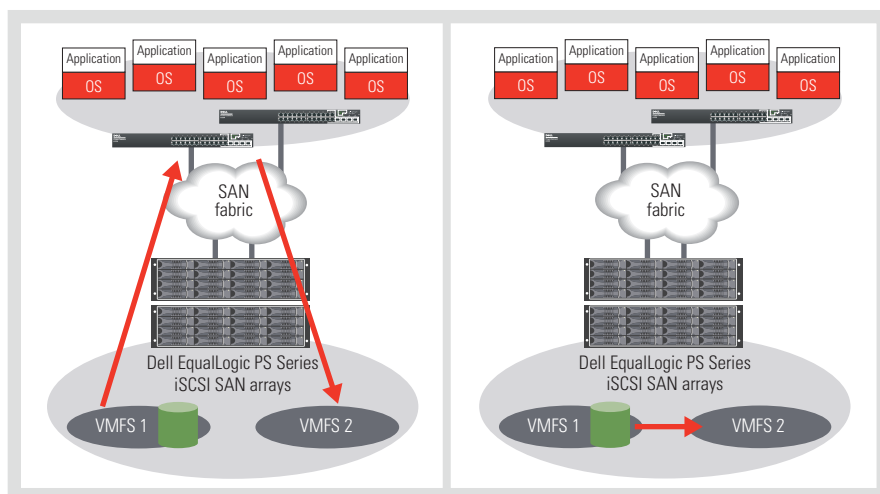 Application
OS
Application
OS
Application
OS
Application
OS
Application
OS
SAN
fabric
Dell EqualLogic PS Series
iSCSI SAN arrays
VMFS 1
VMFS 2
Application
OS
Application
OS
Application
OS
Application
OS
Application
OS
SAN
fabric
Dell EqualLogic PS Series
iSCSI SAN arrays
VMFS 1
VMFS 2